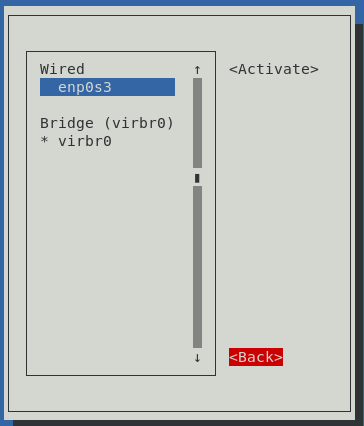 Wired ↑ <Activate>
enp0s3
Bridge (virbr0)
* virbr0
↓ <Back>